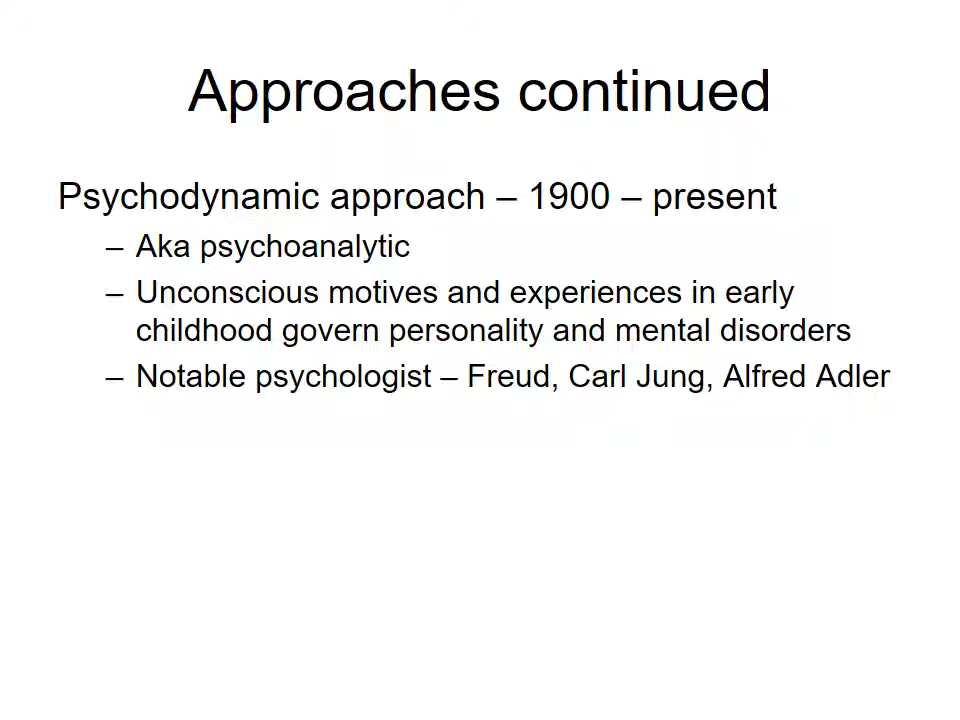 Approaches continued
Psychodynamic approach – 1900 – present
– Aka psychoanalytic
– Unconscious motives and experiences in early
childhood govern personality and mental disorders
– Notable psychologist – Freud, Carl Jung, Alfred Adler